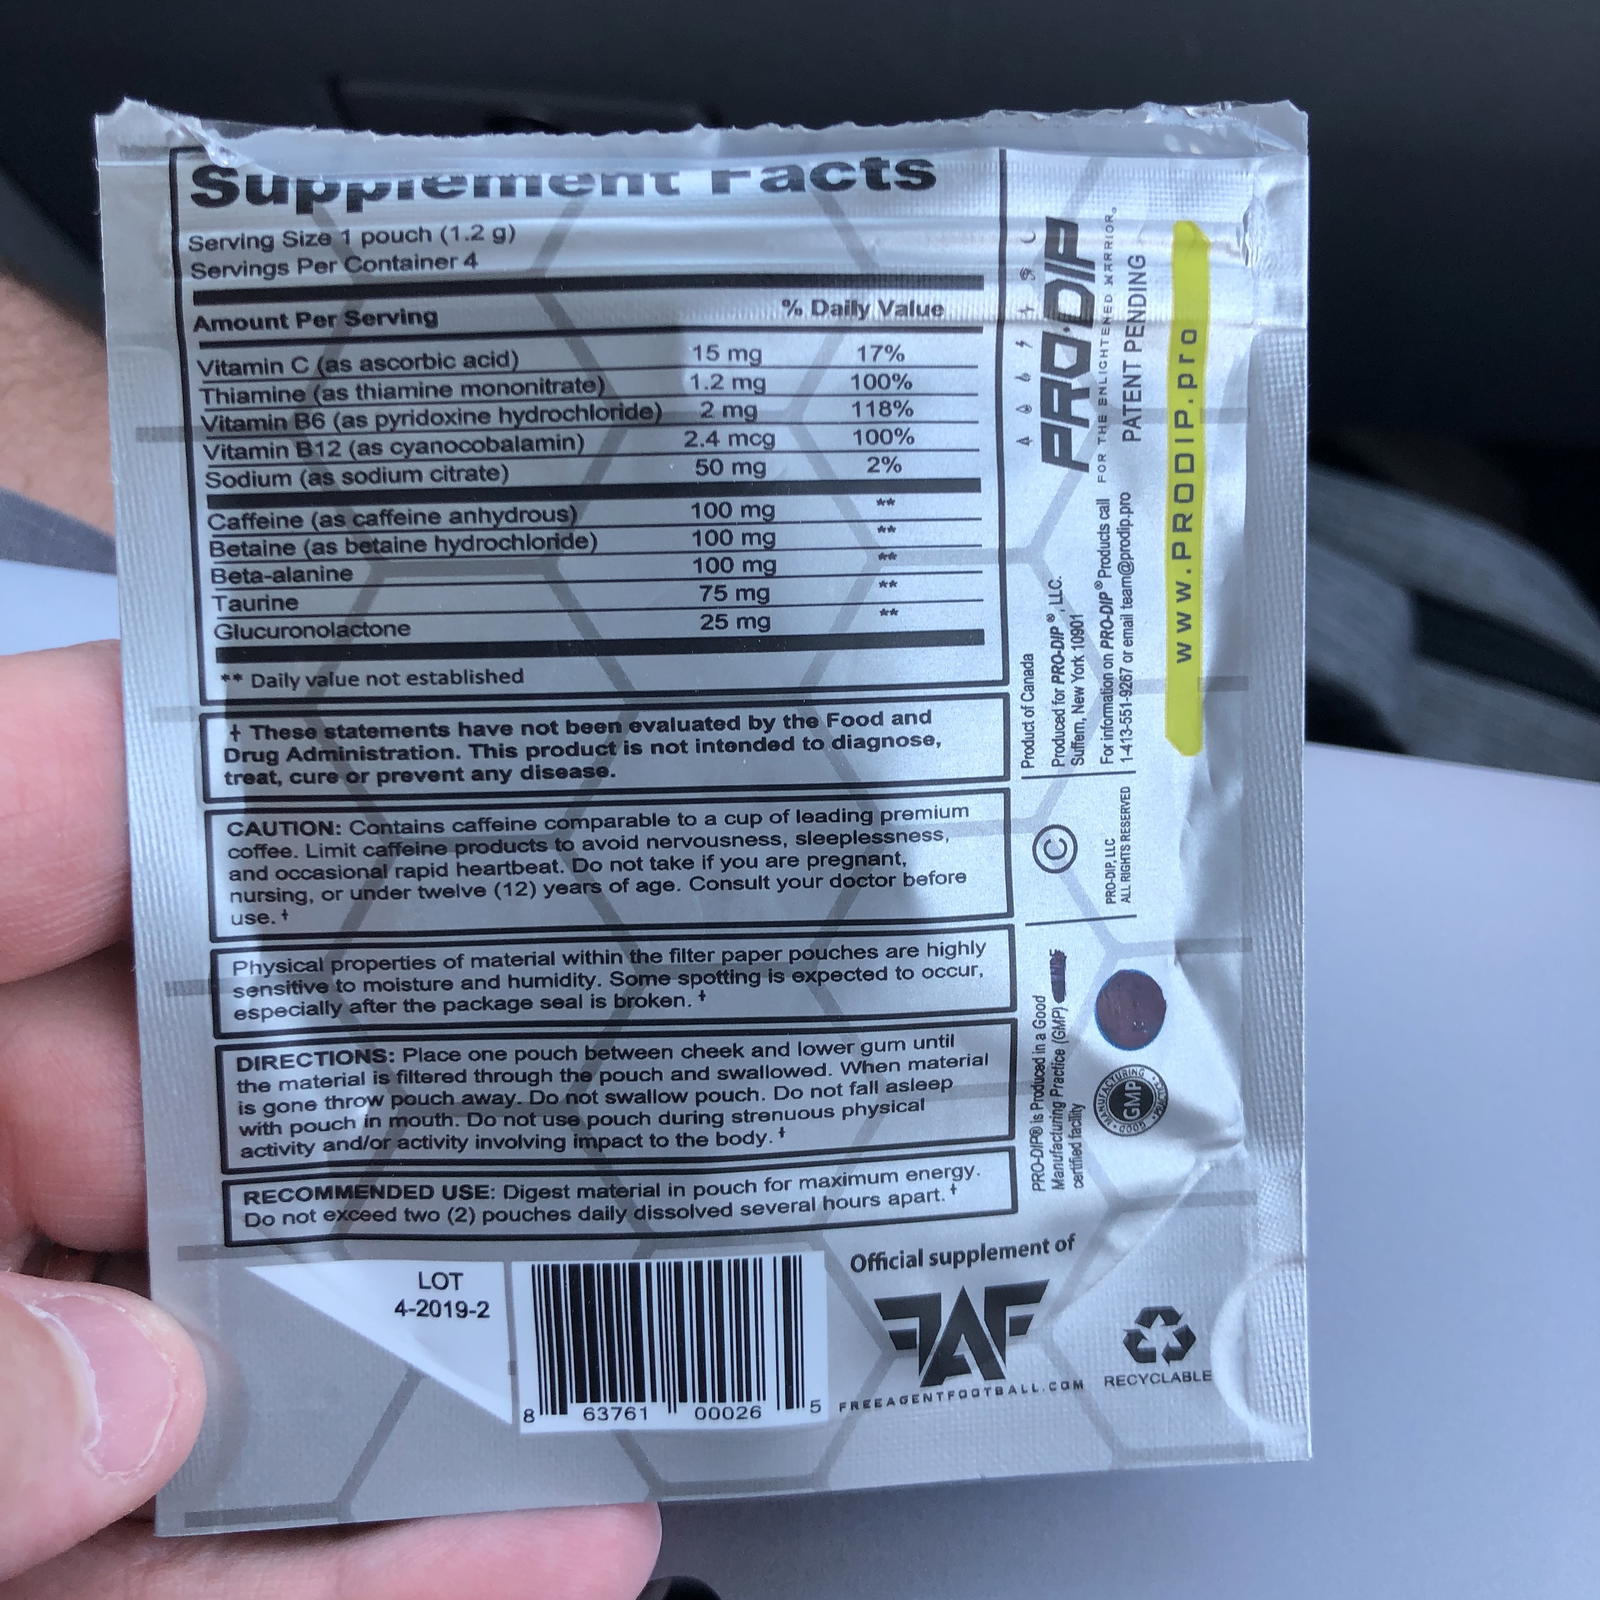 Supplement Facts
Serving Size 1 pouch (1.2 g)
Servings Per Container 4
Amount Per Serving % Daily Value
Vitamin C (as ascorbic acid) 15 mg 17%
Thiamine (as thiamine mononitrate) 1.2 mg 100%
Vitamin B6 (as pyridoxine hydrochloride) 2 mg 118%
Vitamin B12 (as cyanocobalamin) 2.4 mcg 100%
Sodium (as sodium citrate) 50 mg 2%
Caffeine (as caffeine anhydrous) 100 mg **
Betaine (as betaine hydrochloride) 100 mg **
Beta-alanine 100 mg **
Taurine 75 mg **
Glucuronolactone 25 mg **
** Daily value not established
† These statements have not been evaluated by the Food and
Drug Administration. This product is not intended to diagnose,
treat, cure or prevent any disease.
CAUTION: Contains caffeine comparable to a cup of leading premium
coffee. Limit caffeine products to avoid nervousness, sleeplessness,
and occasional rapid heartbeat. Do not take if you are pregnant,
nursing, or under twelve (12) years of age. Consult your doctor before
use. †
Physical properties of material within the filter paper pouches are highly
sensitive to moisture and humidity. Some spotting is expected to occur,
especially after the package seal is broken. †
DIRECTIONS: Place one pouch between cheek and lower gum until
the material is filtered through the pouch and swallowed. When material
is gone throw pouch away. Do not swallow pouch. Do not fall asleep
with pouch in mouth. Do not use pouch during strenuous physical
activity and/or activity involving impact to the body. †
RECOMMENDED USE: Digest material in pouch for maximum energy.
Do not exceed two (2) pouches daily dissolved several hours apart. †
LOT
4-2019-2
8 63761 00026 5
Official supplement of
FAF
FREEAGENTFOOTBALL.COM
RECYCLABLE
PRO·DIP
FOR THE ENLIGHTENED WARRIOR®
PATENT PENDING
www.PRODIP.pro
Product of Canada
Produced for PRO-DIP®, LLC.
Suffern, New York 10901
For information on PRO-DIP® Products call
1-413-551-9267 or email team@prodip.pro
©
PRO-DIP, LLC
ALL RIGHTS RESERVED
PRO-DIP® is Produced in a Good
Manufacturing Practice (GMP)
certified facility
GOOD MANUFACTURING PRACTICE
GMP